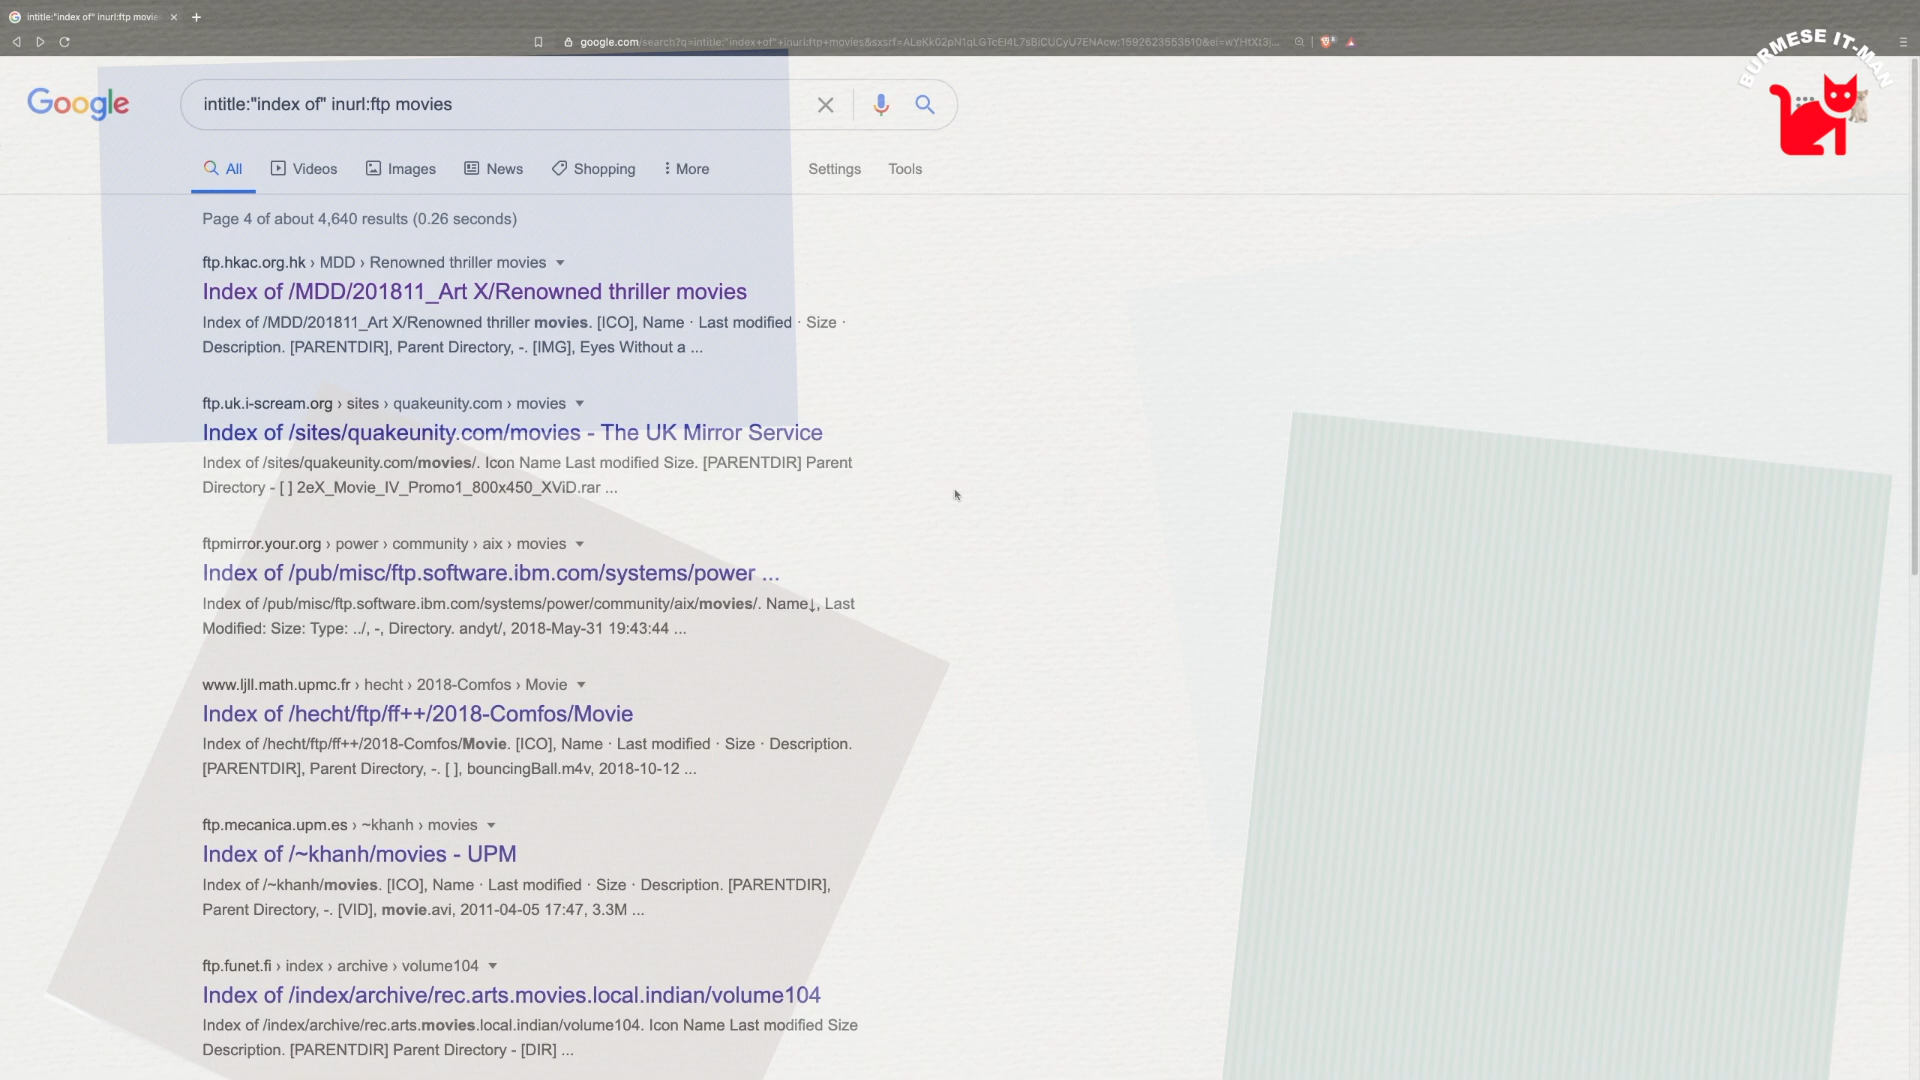 intitle:"index of" inurl:ftp movies
google.com/search?q=intitle:"index+of"+inurl:ftp+movies&sxsrf=
BURMESE IT-MAN
Google
intitle:"index of" inurl:ftp movies
All
Videos
Images
News
Shopping
More
Settings
Tools
Page 4 of about 4,640 results (0.26 seconds)
ftp.hkac.org.hk › MDD › Renowned thriller movies
Index of /MDD/201811_Art X/Renowned thriller movies
Index of /MDD/201811_Art X/Renowned thriller movies. [ICO], Name · Last modified · Size ·
Description. [PARENTDIR], Parent Directory, -. [IMG], Eyes Without a ...
ftp.uk.i-scream.org › sites › quakeunity.com › movies
Index of /sites/quakeunity.com/movies - The UK Mirror Service
Index of /sites/quakeunity.com/movies/. Icon Name Last modified Size. [PARENTDIR] Parent
Directory - [ ] 2eX_Movie_IV_Promo1_800x450_XViD.rar ...
ftpmirror.your.org › power › community › aix › movies
Index of /pub/misc/ftp.software.ibm.com/systems/power ...
Index of /pub/misc/ftp.software.ibm.com/systems/power/community/aix/movies/. Name↓, Last
Modified: Size: Type: ../, -, Directory. andyt/, 2018-May-31 19:43:44 ...
www.ljll.math.upmc.fr › hecht › 2018-Comfos › Movie
Index of /hecht/ftp/ff++/2018-Comfos/Movie
Index of /hecht/ftp/ff++/2018-Comfos/Movie. [ICO], Name · Last modified · Size · Description.
[PARENTDIR], Parent Directory, -. [ ], bouncingBall.m4v, 2018-10-12 ...
ftp.mecanica.upm.es › ~khanh › movies
Index of /~khanh/movies - UPM
Index of /~khanh/movies. [ICO], Name · Last modified · Size · Description. [PARENTDIR],
Parent Directory, -. [VID], movie.avi, 2011-04-05 17:47, 3.3M ...
ftp.funet.fi › index › archive › volume104
Index of /index/archive/rec.arts.movies.local.indian/volume104
Index of /index/archive/rec.arts.movies.local.indian/volume104. Icon Name Last modified Size
Description. [PARENTDIR] Parent Directory - [DIR] ...